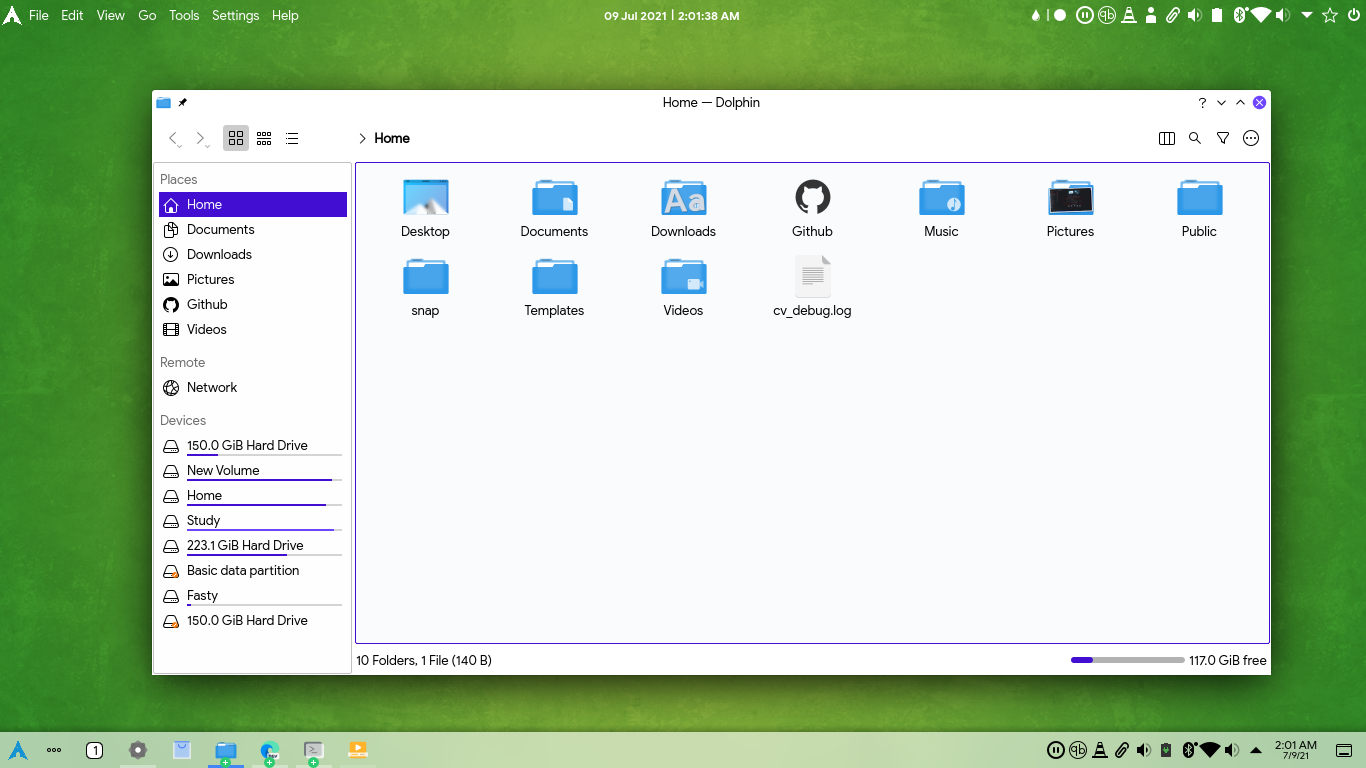 File Edit View Go Tools Settings Help
09 Jul 2021 | 2:01:38 AM
Home — Dolphin
Home
Places
Home
Documents
Downloads
Pictures
Github
Videos
Remote
Network
Devices
150.0 GiB Hard Drive
New Volume
Home
Study
223.1 GiB Hard Drive
Basic data partition
Fasty
150.0 GiB Hard Drive
Desktop Documents Downloads Github Music Pictures Public
snap Templates Videos cv_debug.log
10 Folders, 1 File (140 B)
117.0 GiB free
1
2:01 AM
7/9/21